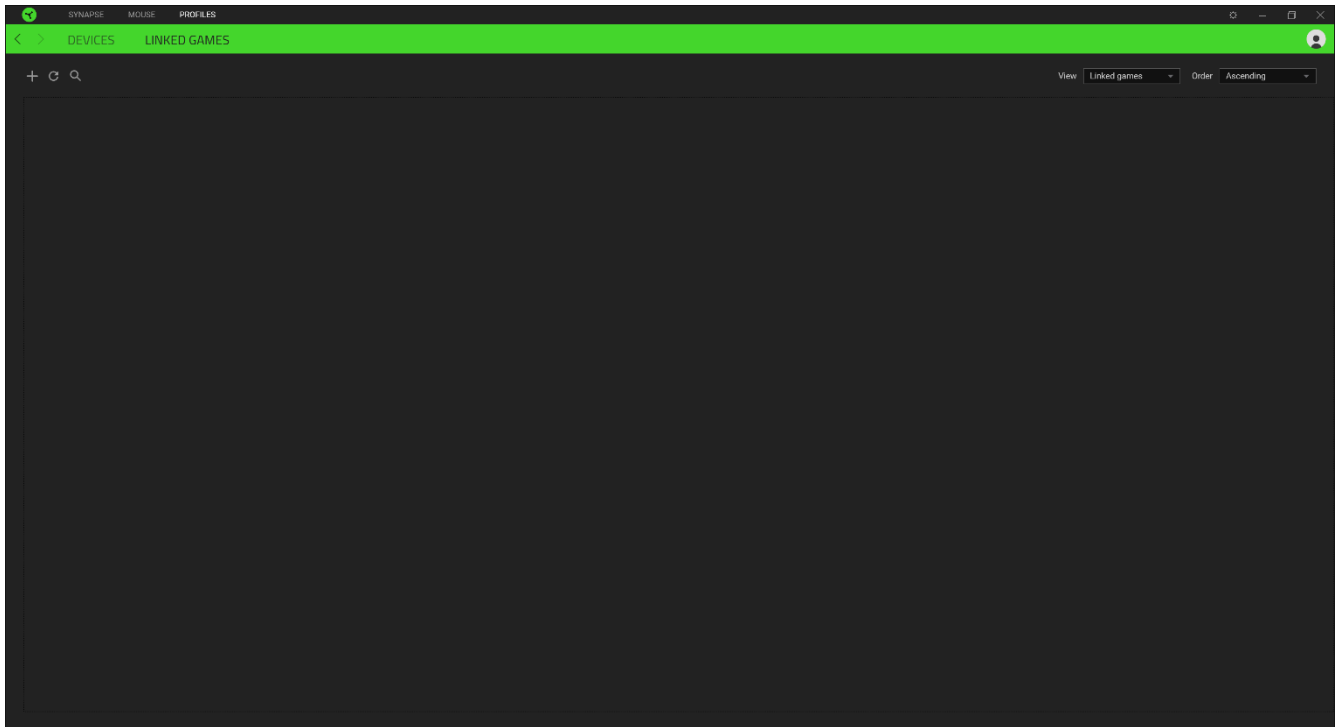 SYNAPSE MOUSE PROFILES
DEVICES LINKED GAMES
View Linked games Order Ascending